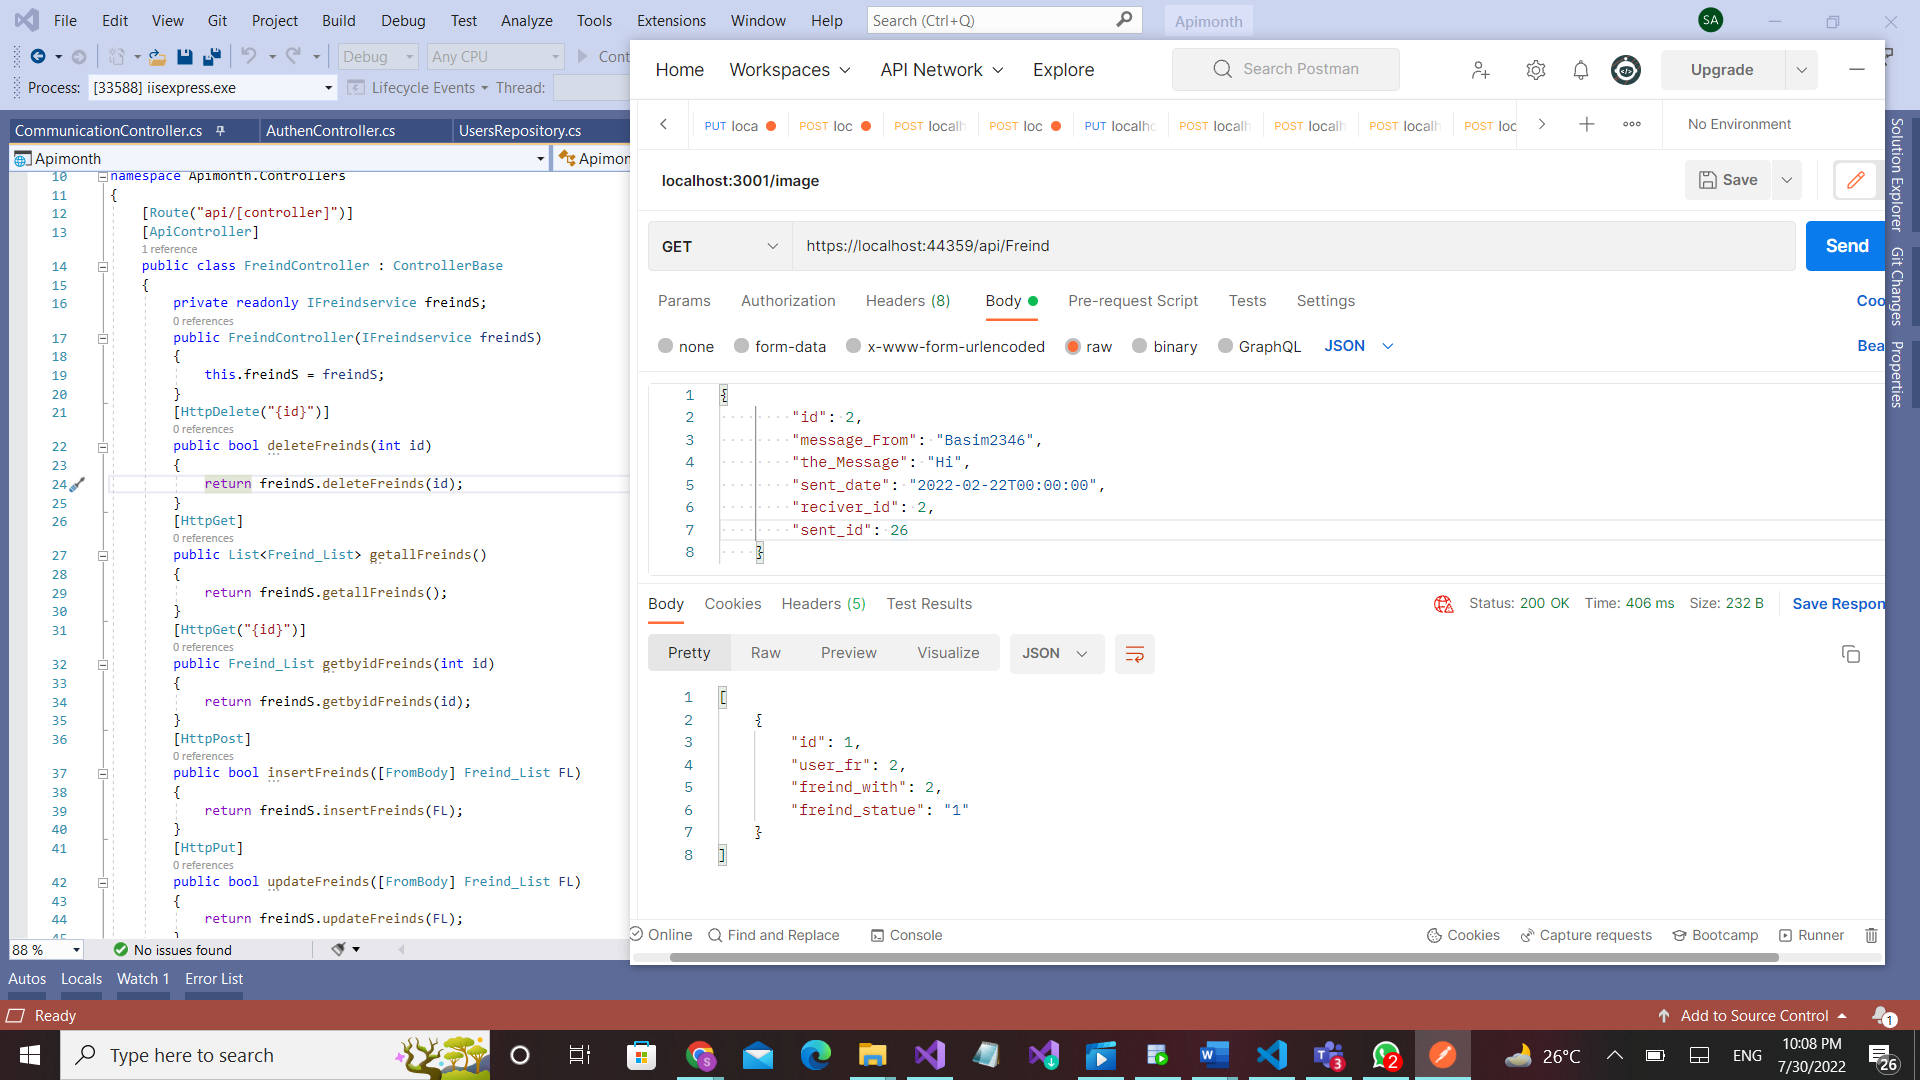 File Edit View Git Project Build Debug Test Analyze Tools Extensions Window Help Search (Ctrl+Q) Apimonth SA
Debug Any CPU Cont
Process: [33588] iisexpress.exe Lifecycle Events Thread:
CommunicationController.cs AuthenController.cs UsersRepository.cs
Apimonth Apimon
10 namespace Apimonth.Controllers
11 {
12 [Route("api/[controller]")]
13 [ApiController]
1 reference
14 public class FreindController : ControllerBase
15 {
16 private readonly IFreindservice freindS;
0 references
17 public FreindController(IFreindservice freindS)
18 {
19 this.freindS = freindS;
20 }
21 [HttpDelete("{id}")]
0 references
22 public bool deleteFreinds(int id)
23 {
24 return freindS.deleteFreinds(id);
25 }
26 [HttpGet]
0 references
27 public List<Freind_List> getallFreinds()
28 {
29 return freindS.getallFreinds();
30 }
31 [HttpGet("{id}")]
0 references
32 public Freind_List getbyidFreinds(int id)
33 {
34 return freindS.getbyidFreinds(id);
35 }
36 [HttpPost]
0 references
37 public bool insertFreinds([FromBody] Freind_List FL)
38 {
39 return freindS.insertFreinds(FL);
40 }
41 [HttpPut]
0 references
42 public bool updateFreinds([FromBody] Freind_List FL)
43 {
44 return freindS.updateFreinds(FL);
45 }
88 % No issues found
Autos Locals Watch 1 Error List
Ready
Home Workspaces API Network Explore Search Postman Upgrade
PUT loca POST loc POST localh POST loc PUT localhc POST localh POST localh POST localh POST loc No Environment
localhost:3001/image Save
GET https://localhost:44359/api/Freind Send
Params Authorization Headers (8) Body Pre-request Script Tests Settings Coo
none form-data x-www-form-urlencoded raw binary GraphQL JSON Bea
1 {
2 "id": 2,
3 "message_From": "Basim2346",
4 "the_Message": "Hi",
5 "sent_date": "2022-02-22T00:00:00",
6 "reciver_id": 2,
7 "sent_id": 26
8 }
Body Cookies Headers (5) Test Results Status: 200 OK Time: 406 ms Size: 232 B Save Respon
Pretty Raw Preview Visualize JSON
1 [
2 {
3 "id": 1,
4 "user_fr": 2,
5 "freind_with": 2,
6 "freind_statue": "1"
7 }
8 ]
Online Find and Replace Console Cookies Capture requests Bootcamp Runner
Solution Explorer
Git Changes
Properties
Add to Source Control 1
Type here to search S 3 2 26°C ENG 10:08 PM
7/30/2022 26